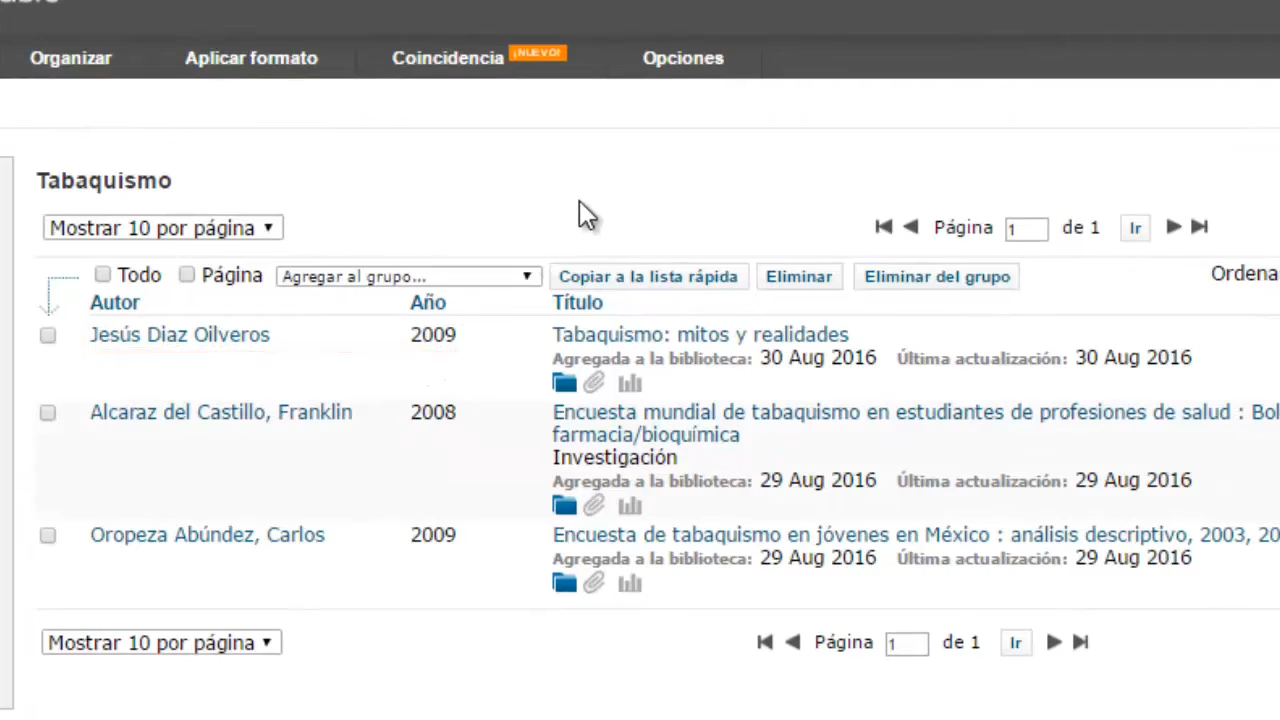 Organizar Aplicar formato Coincidencia ¡NUEVO! Opciones
Tabaquismo
Mostrar 10 por página Página 1 de 1 Ir
Todo Página Agregar al grupo... Copiar a la lista rápida Eliminar Eliminar del grupo Ordena
Autor Año Título
Jesús Diaz Oilveros 2009 Tabaquismo: mitos y realidades
Agregada a la biblioteca: 30 Aug 2016 Última actualización: 30 Aug 2016
Alcaraz del Castillo, Franklin 2008 Encuesta mundial de tabaquismo en estudiantes de profesiones de salud : Bol
farmacia/bioquímica
Investigación
Agregada a la biblioteca: 29 Aug 2016 Última actualización: 29 Aug 2016
Oropeza Abúndez, Carlos 2009 Encuesta de tabaquismo en jóvenes en México : análisis descriptivo, 2003, 20
Agregada a la biblioteca: 29 Aug 2016 Última actualización: 29 Aug 2016
Mostrar 10 por página Página 1 de 1 Ir